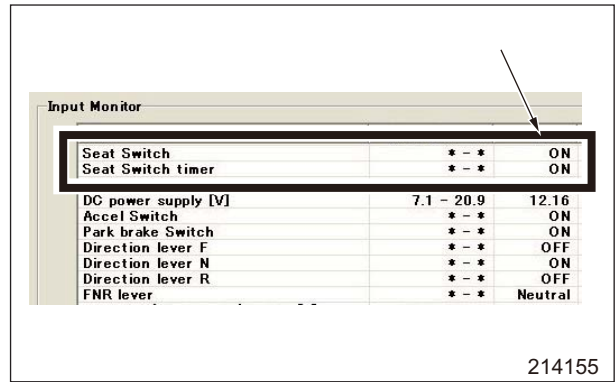 Input Monitor
Seat Switch * - * ON
Seat Switch timer * - * ON
DC power supply [V] 7.1 - 20.9 12.16
Accel Switch * - * ON
Park brake Switch * - * ON
Direction lever F * - * OFF
Direction lever N * - * ON
Direction lever R * - * OFF
FNR lever * - * Neutral
214155